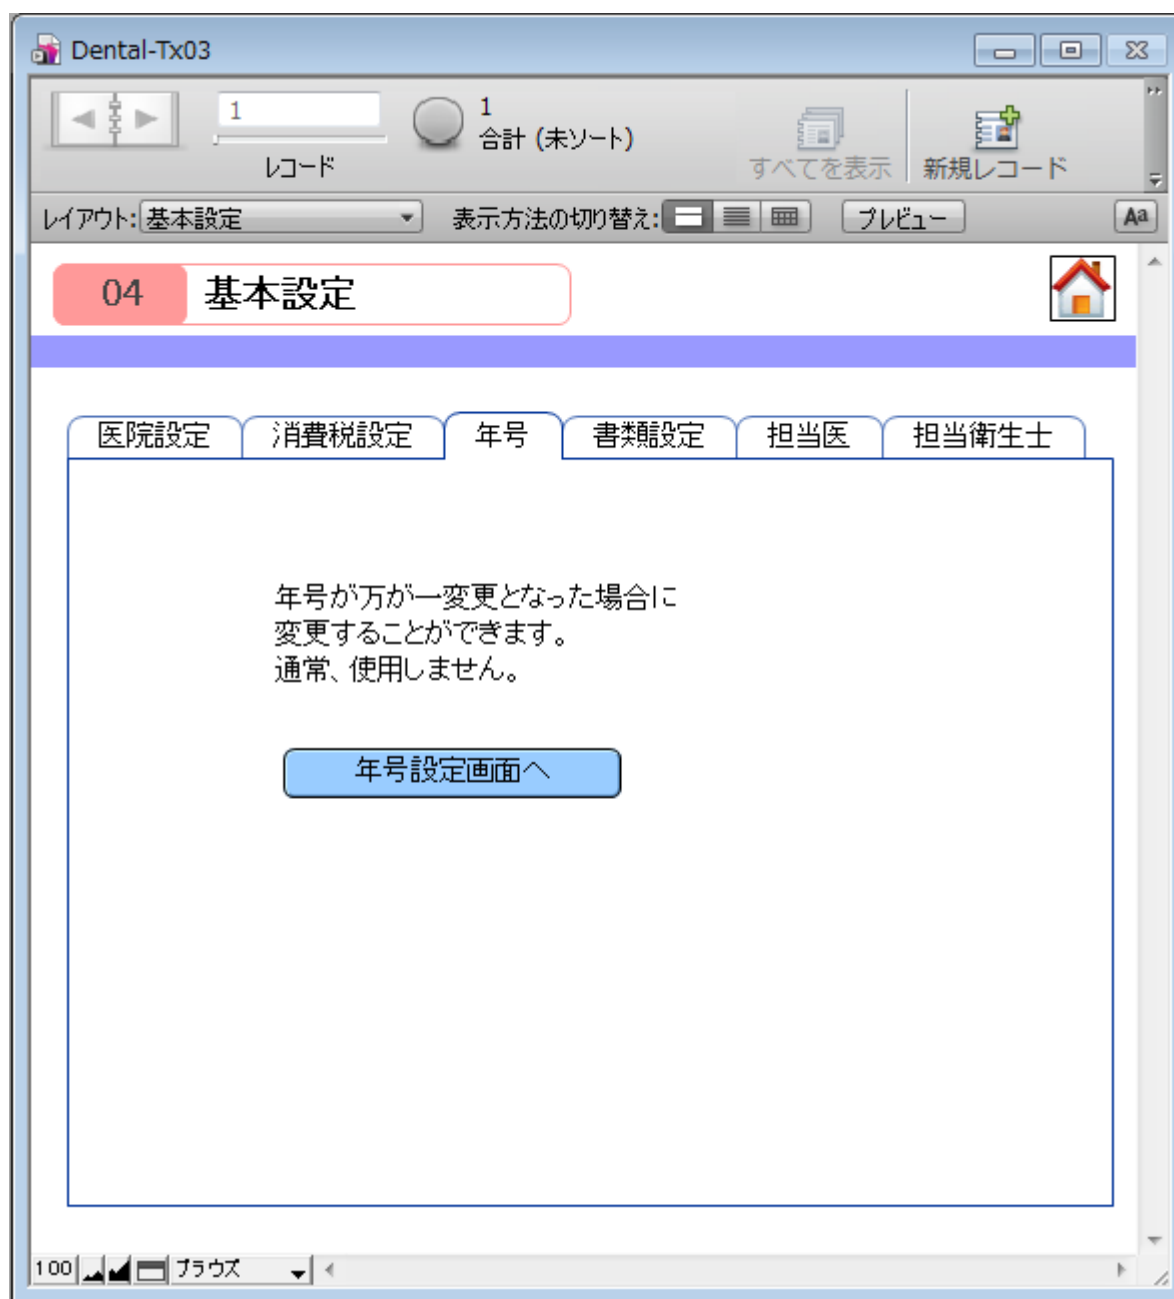 Dental-Tx03
1
レコード
1
合計 (未ソート)
すべてを表示
新規レコード
レイアウト: 基本設定
表示方法の切り替え:
プレビュー
Aa
04 基本設定
医院設定 消費税設定 年号 書類設定 担当医 担当衛生士
年号が万が一変更となった場合に
変更することができます。
通常、使用しません。
年号設定画面へ
100 ブラウズ